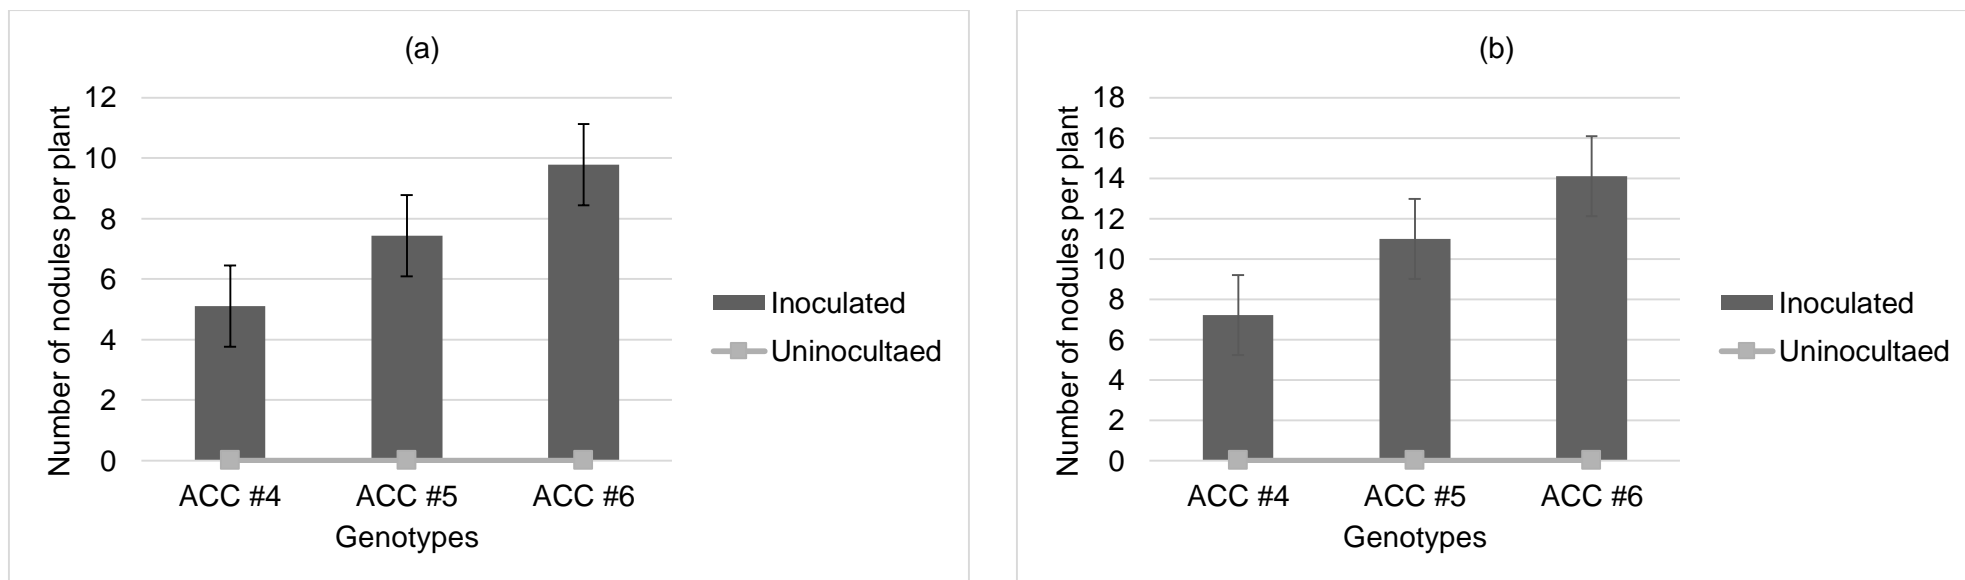 (a)
Number of nodules per plant
12
10
8
6
4
2
0
ACC #4 ACC #5 ACC #6
Genotypes
Inoculated
Uninocultaed
(b)
Number of nodules per plant
18
16
14
12
10
8
6
4
2
0
ACC #4 ACC #5 ACC #6
Genotypes
Inoculated
Uninocultaed